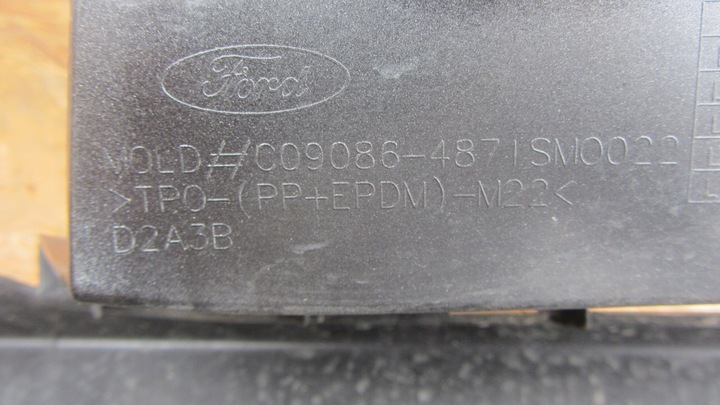 Ford
MOLD#C09086-4871SM0022
>TPO-(PP+EPDM)-M22<
D2A3B